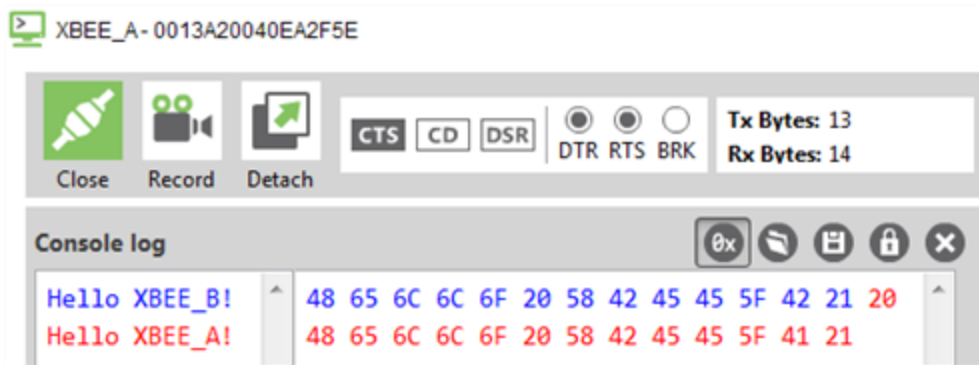 XBEE_A - 0013A20040EA2F5E
Close Record Detach
CTS CD DSR
DTR RTS BRK
Tx Bytes: 13
Rx Bytes: 14
Console log
0x
Hello XBEE_B! 48 65 6C 6C 6F 20 58 42 45 45 5F 42 21 20
Hello XBEE_A! 48 65 6C 6C 6F 20 58 42 45 45 5F 41 21